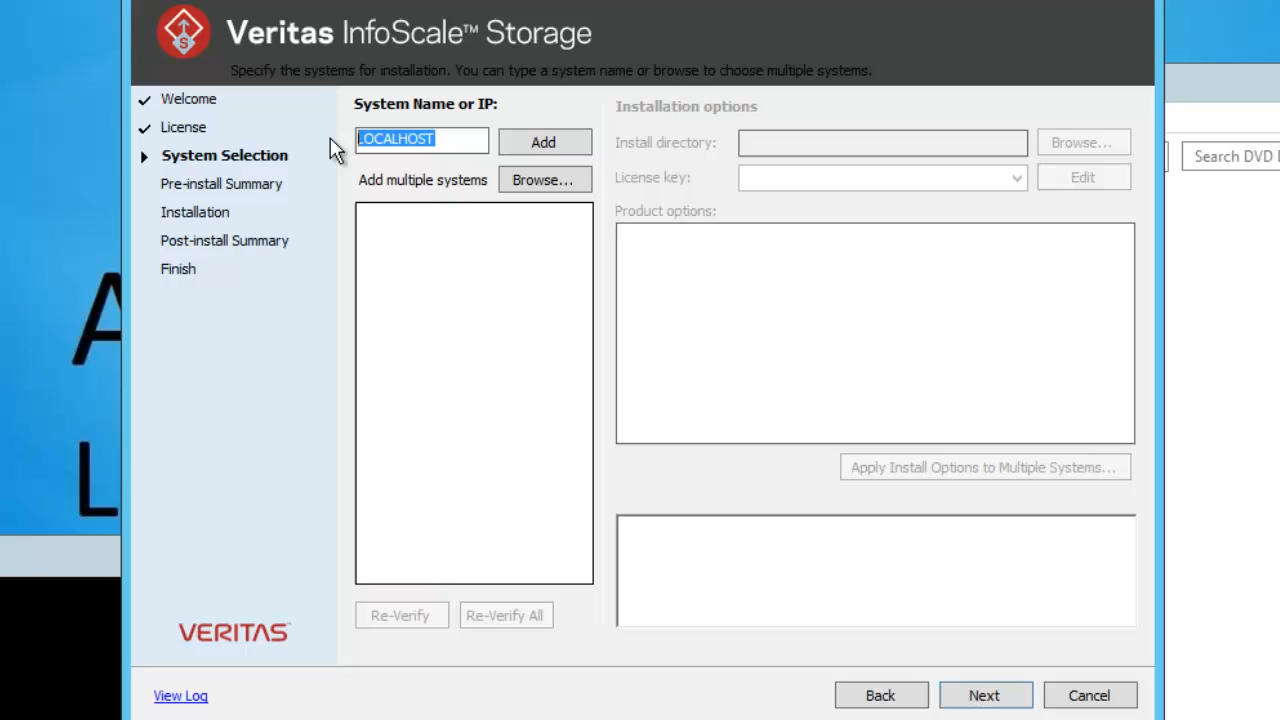 Veritas InfoScale™ Storage
Specify the systems for installation. You can type a system name or browse to choose multiple systems.
Welcome
License
System Selection
Pre-install Summary
Installation
Post-install Summary
Finish
VERITAS™
System Name or IP:
LOCALHOST
Add
Add multiple systems
Browse...
Re-Verify
Re-Verify All
Installation options
Install directory:
Browse...
License key:
Edit
Product options:
Apply Install Options to Multiple Systems...
View Log
Back
Next
Cancel
Search DVD
A
L